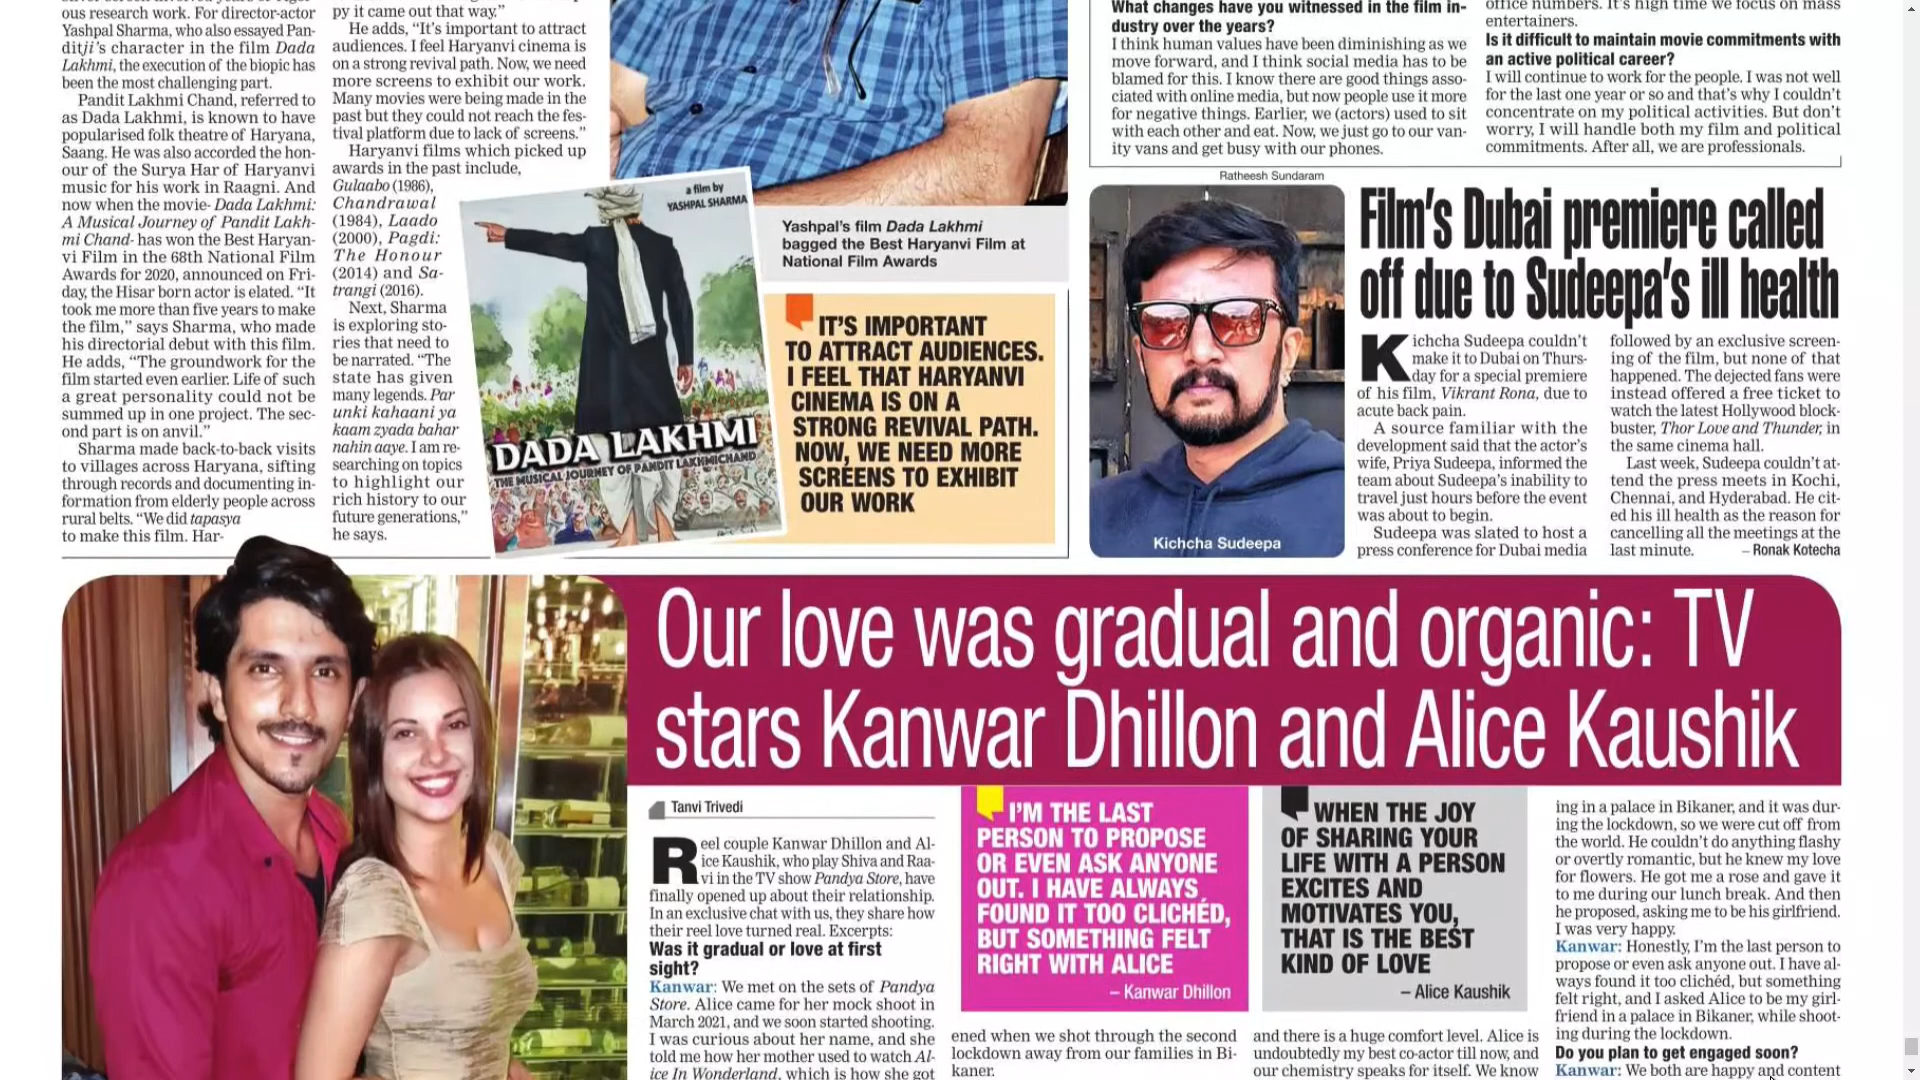 ous research work. For director-actor
Yashpal Sharma, who also essayed Pan-
ditji's character in the film Dada
Lakhmi, the execution of the biopic has
been the most challenging part.
Pandit Lakhmi Chand, referred to
as Dada Lakhmi, is known to have
popularised folk theatre of Haryana,
Saang. He was also accorded the hon-
our of the Surya Har of Haryanvi
music for his work in Raagni. And
now when the movie- Dada Lakhmi:
A Musical Journey of Pandit Lakh-
mi Chand- has won the Best Haryan-
vi Film in the 68th National Film
Awards for 2020, announced on Fri-
day, the Hisar born actor is elated. "It
took me more than five years to make
the film," says Sharma, who made
his directorial debut with this film.
He adds, "The groundwork for the
film started even earlier. Life of such
a great personality could not be
summed up in one project. The sec-
ond part is on anvil."
Sharma made back-to-back visits
to villages across Haryana, sifting
through records and documenting in-
formation from elderly people across
rural belts. "We did tapasya
to make this film. Har-
py it came out that way."
He adds, "It's important to attract
audiences. I feel Haryanvi cinema is
on a strong revival path. Now, we need
more screens to exhibit our work.
Many movies were being made in the
past but they could not reach the fes-
tival platform due to lack of screens."
Haryanvi films which picked up
awards in the past include,
Gulaabo (1986),
Chandrawal
(1984), Laado
(2000), Pagdi:
The Honour
(2014) and Sa-
trangi (2016).
Next, Sharma
is exploring sto-
ries that need to
be narrated. "The
state has given
many legends. Par
unki kahaani ya
kaam zyada bahar
nahin aaye. I am re-
searching on topics
to highlight our
rich history to our
future generations,"
he says.
a film by
YASHPAL SHARMA
DADA LAKHMI
THE MUSICAL JOURNEY OF PANDIT LAKHMICHAND
Yashpal's film Dada Lakhmi
bagged the Best Haryanvi Film at
National Film Awards
IT'S IMPORTANT
TO ATTRACT AUDIENCES.
I FEEL THAT HARYANVI
CINEMA IS ON A
STRONG REVIVAL PATH.
NOW, WE NEED MORE
SCREENS TO EXHIBIT
OUR WORK
What changes have you witnessed in the film in-
dustry over the years?
I think human values have been diminishing as we
move forward, and I think social media has to be
blamed for this. I know there are good things asso-
ciated with online media, but now people use it more
for negative things. Earlier, we (actors) used to sit
with each other and eat. Now, we just go to our van-
ity vans and get busy with our phones.
office numbers. It's high time we focus on mass
entertainers.
Is it difficult to maintain movie commitments with
an active political career?
I will continue to work for the people. I was not well
for the last one year or so and that's why I couldn't
concentrate on my political activities. But don't
worry, I will handle both my film and political
commitments. After all, we are professionals.
Ratheesh Sundaram
Kichcha Sudeepa
Film's Dubai premiere called
off due to Sudeepa's ill health
Kichcha Sudeepa couldn't
make it to Dubai on Thurs-
day for a special premiere
of his film, Vikrant Rona, due to
acute back pain.
A source familiar with the
development said that the actor's
wife, Priya Sudeepa, informed the
team about Sudeepa's inability to
travel just hours before the event
was about to begin.
Sudeepa was slated to host a
press conference for Dubai media
followed by an exclusive screen-
ing of the film, but none of that
happened. The dejected fans were
instead offered a free ticket to
watch the latest Hollywood block-
buster, Thor Love and Thunder, in
the same cinema hall.
Last week, Sudeepa couldn't at-
tend the press meets in Kochi,
Chennai, and Hyderabad. He cit-
ed his ill health as the reason for
cancelling all the meetings at the
last minute. – Ronak Kotecha
Our love was gradual and organic: TV
stars Kanwar Dhillon and Alice Kaushik
Tanvi Trivedi
Reel couple Kanwar Dhillon and Al-
ice Kaushik, who play Shiva and Raa-
vi in the TV show Pandya Store, have
finally opened up about their relationship.
In an exclusive chat with us, they share how
their reel love turned real. Excerpts:
Was it gradual or love at first
sight?
Kanwar: We met on the sets of Pandya
Store. Alice came for her mock shoot in
March 2021, and we soon started shooting.
I was curious about her name, and she
told me how her mother used to watch Al-
ice In Wonderland, which is how she got
I'M THE LAST
PERSON TO PROPOSE
OR EVEN ASK ANYONE
OUT. I HAVE ALWAYS
FOUND IT TOO CLICHÉD,
BUT SOMETHING FELT
RIGHT WITH ALICE
– Kanwar Dhillon
ened when we shot through the second
lockdown away from our families in Bi-
kaner.
WHEN THE JOY
OF SHARING YOUR
LIFE WITH A PERSON
EXCITES AND
MOTIVATES YOU,
THAT IS THE BEST
KIND OF LOVE
– Alice Kaushik
and there is a huge comfort level. Alice is
undoubtedly my best co-actor till now, and
our chemistry speaks for itself. We know
ing in a palace in Bikaner, and it was dur-
ing the lockdown, so we were cut off from
the world. He couldn't do anything flashy
or overtly romantic, but he knew my love
for flowers. He got me a rose and gave it
to me during our lunch break. And then
he proposed, asking me to be his girlfriend.
I was very happy.
Kanwar: Honestly, I'm the last person to
propose or even ask anyone out. I have al-
ways found it too clichéd, but something
felt right, and I asked Alice to be my girl-
friend in a palace in Bikaner, while shoot-
ing during the lockdown.
Do you plan to get engaged soon?
Kanwar: We both are happy and content